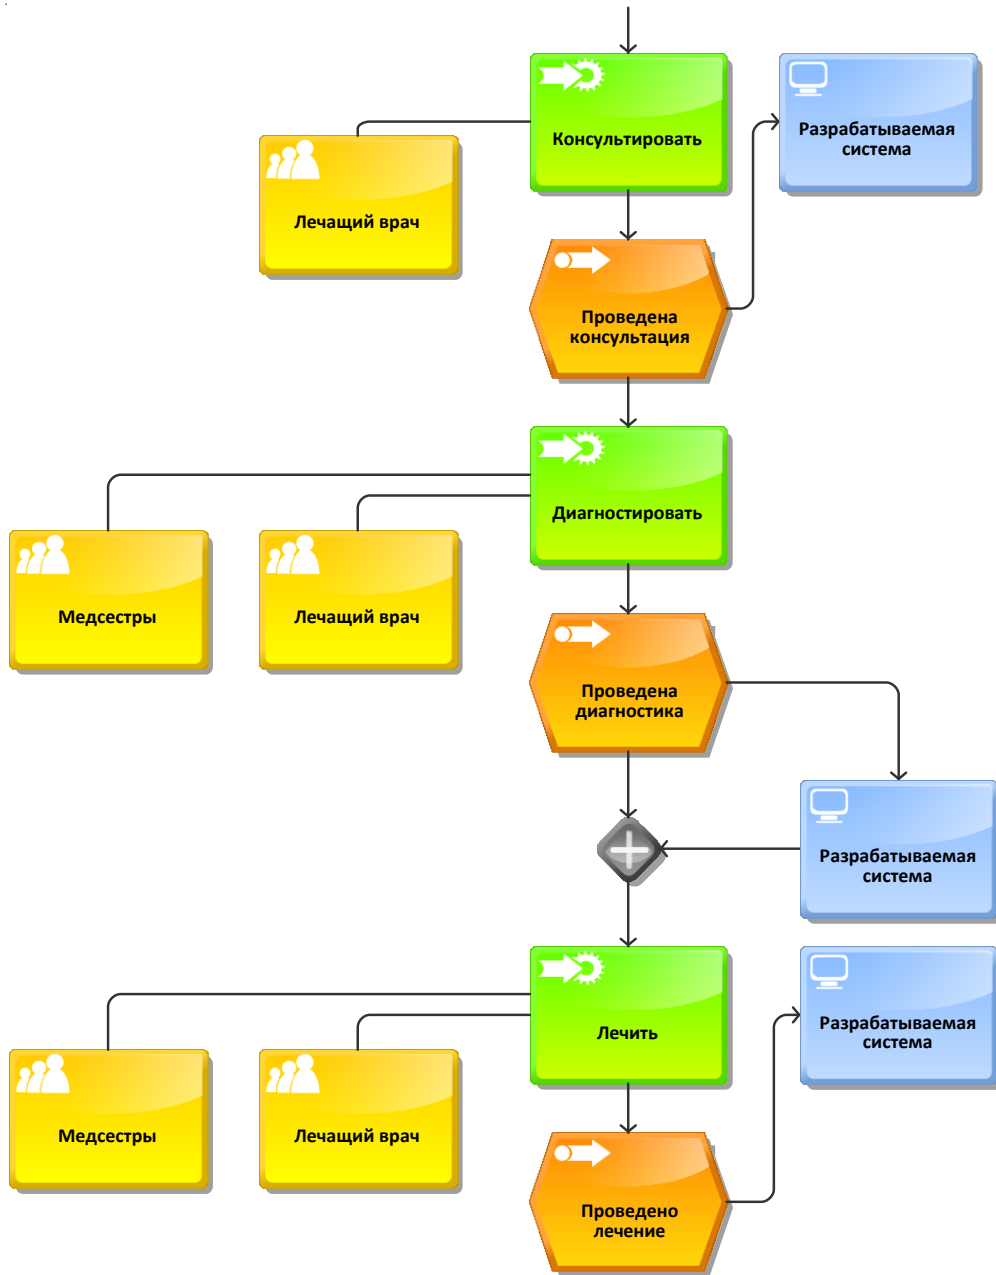 Консультировать
Разрабатываемая
система
Лечащий врач
Проведена
консультация
Диагностировать
Медсестры
Лечащий врач
Проведена
диагностика
Разрабатываемая
система
Лечить
Разрабатываемая
система
Медсестры
Лечащий врач
Проведено
лечение